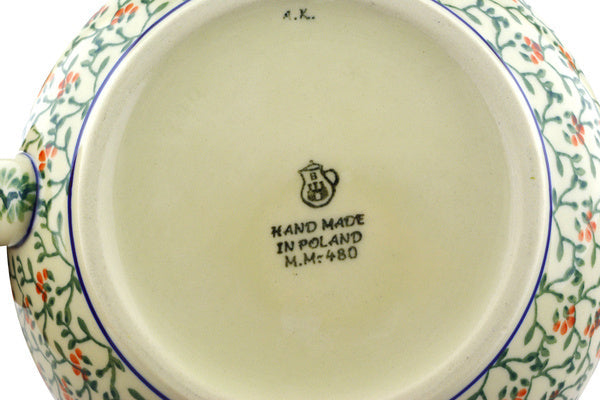 A.K.
HAND MADE
IN POLAND
M.M.-480